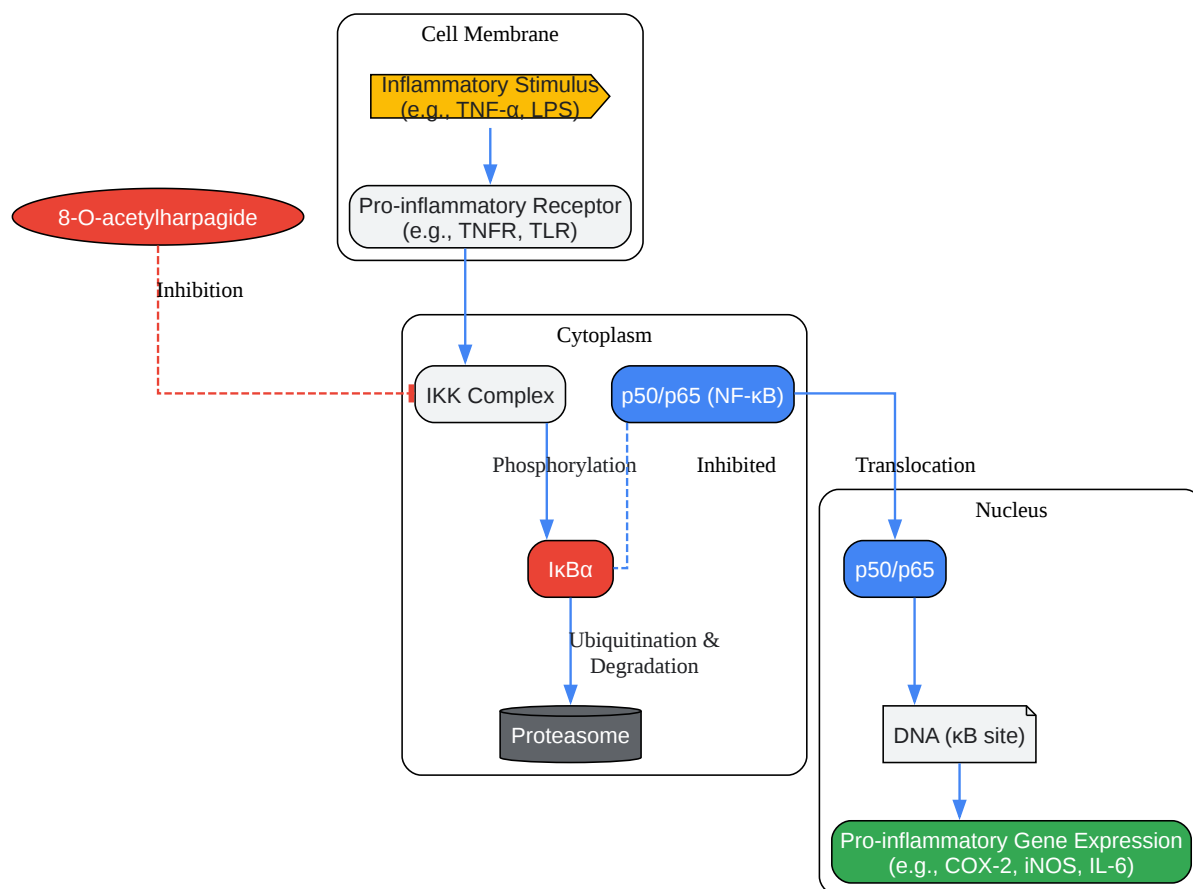 Cell Membrane
Inflammatory Stimulus
(e.g., TNF-α, LPS)
Pro-inflammatory Receptor
(e.g., TNFR, TLR)
8-O-acetylharpagide
Inhibition
Cytoplasm
IKK Complex
p50/p65 (NF-κB)
Phosphorylation
Inhibited
Translocation
Nucleus
IκBα
p50/p65
Ubiquitination &
Degradation
Proteasome
DNA (κB site)
Pro-inflammatory Gene Expression
(e.g., COX-2, iNOS, IL-6)